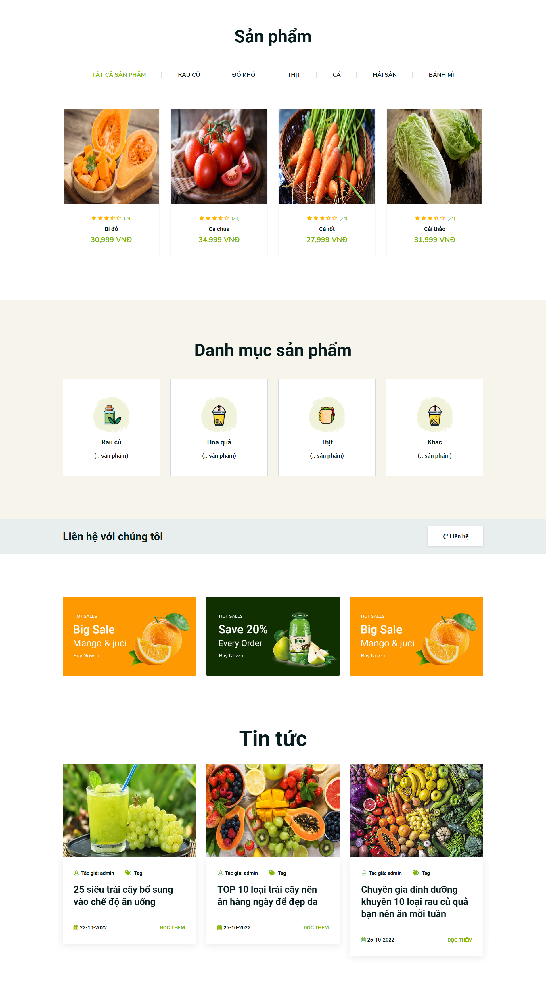 Sản phẩm
TẤT CẢ SẢN PHẨM
RAU CỦ
ĐỒ KHÔ
THỊT
CÁ
HẢI SẢN
BÁNH MÌ
(24)
Bí đỏ
30,999 VNĐ
(24)
Cà chua
34,999 VNĐ
(24)
Cà rốt
27,999 VNĐ
(24)
Cải thảo
31,999 VNĐ
Danh mục sản phẩm
Rau củ
(.. sản phẩm)
Hoa quả
(.. sản phẩm)
Thịt
(.. sản phẩm)
Khác
(.. sản phẩm)
Liên hệ với chúng tôi
Liên hệ
HOT SALES
Big Sale
Mango & juci
Buy Now
HOT SALES
Save 20%
Every Order
Buy Now
pago
Bio
HOT SALES
Big Sale
Mango & juci
Buy Now
Tin tức
Tác giả: admin
Tag
25 siêu trái cây bổ sung
vào chế độ ăn uống
22-10-2022
ĐỌC THÊM
Tác giả: admin
Tag
TOP 10 loại trái cây nên
ăn hàng ngày để đẹp da
25-10-2022
ĐỌC THÊM
Tác giả: admin
Tag
Chuyên gia dinh dưỡng
khuyên 10 loại rau củ quả
bạn nên ăn mỗi tuần
25-10-2022
ĐỌC THÊM